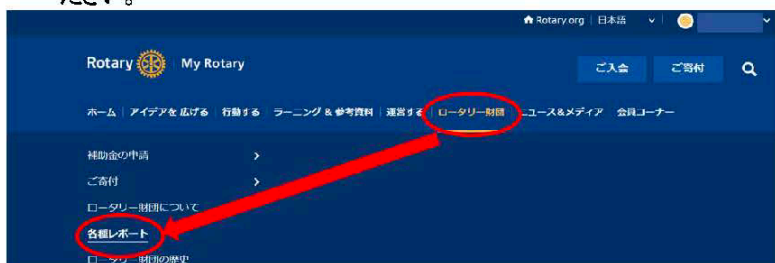 ださい。
Rotary.org 日本語
Rotary My Rotary ご入会 ご寄付
ホーム アイデアを広げる 行動する ラーニング & 参考資料 運営する ロータリー財団 ニュース&メディア 会員コーナー
補助金の申請
ご寄付
ロータリー財団について
各種レポート
ロータリー財団の歴史